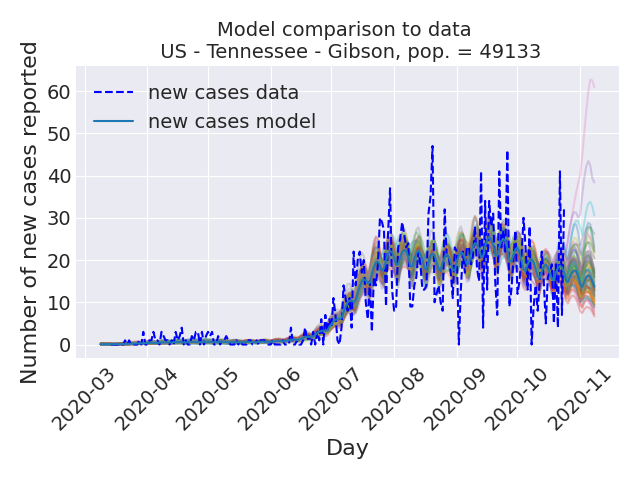 Model comparison to data
US - Tennessee - Gibson, pop. = 49133
Number of new cases reported
60
50
40
30
20
10
0
new cases data
new cases model
2020-03
2020-04
2020-05
2020-06
2020-07
2020-08
2020-09
2020-10
2020-11
Day